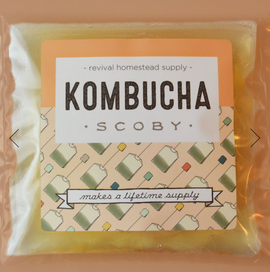 - revival homestead supply -
KOMBUCHA
· SCOBY ·
makes a lifetime supply